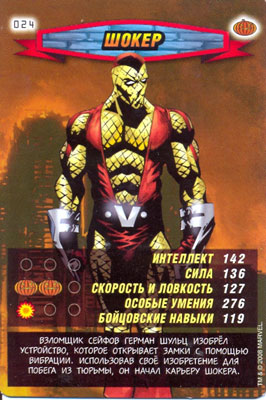 024
ШОКЕР
ИНТЕЛЛЕКТ 142
СИЛА 136
СКОРОСТЬ И ЛОВКОСТЬ 127
ОСОБЫЕ УМЕНИЯ 276
БОЙЦОВСКИЕ НАВЫКИ 119
ВЗЛОМЩИК СЕЙФОВ ГЕРМАН ШУЛЬЦ ИЗОБРЁЛ
УСТРОЙСТВО, КОТОРОЕ ОТКРЫВАЕТ ЗАМКИ С ПОМОЩЬЮ
ВИБРАЦИИ. ИСПОЛЬЗОВАВ СВОЕ ИЗОБРЕТЕНИЕ ДЛЯ
ПОБЕГА ИЗ ТЮРЬМЫ, ОН НАЧАЛ КАРЬЕРУ ШОКЕРА.
TM & © 2008 MARVEL